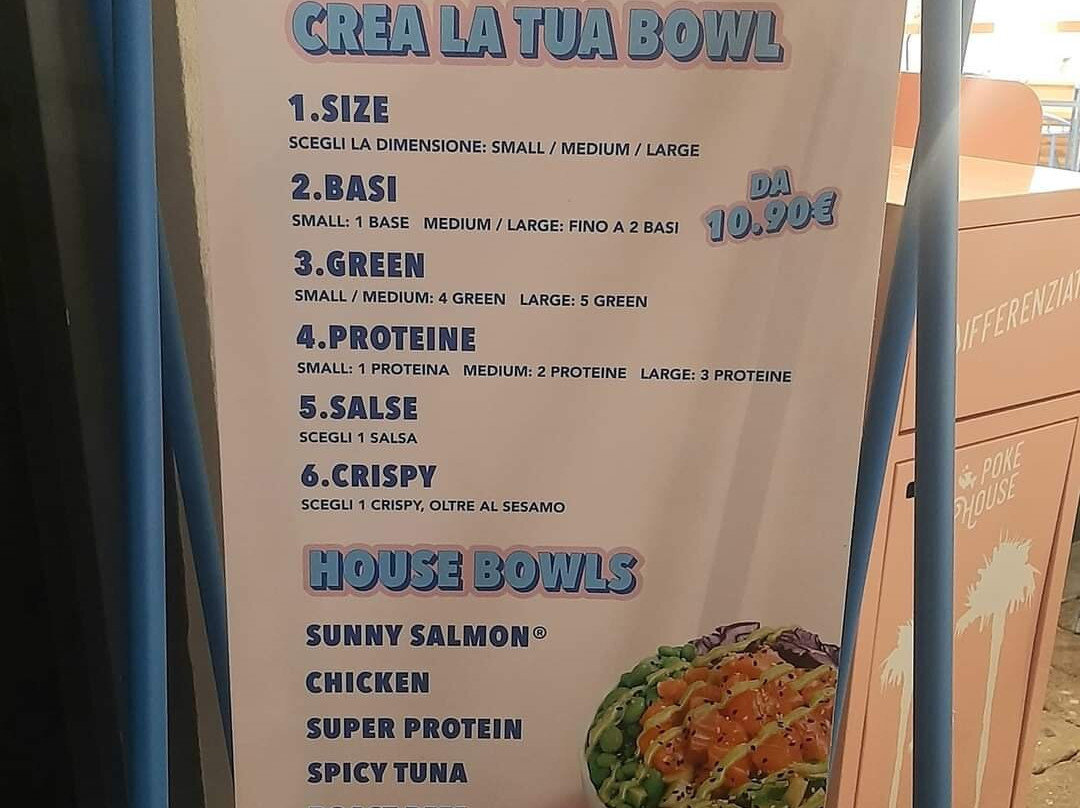 CREA LA TUA BOWL
1.SIZE
SCEGLI LA DIMENSIONE: SMALL / MEDIUM / LARGE
2.BASI
SMALL: 1 BASE MEDIUM / LARGE: FINO A 2 BASI
DA
10.90€
3.GREEN
SMALL / MEDIUM: 4 GREEN LARGE: 5 GREEN
4.PROTEINE
SMALL: 1 PROTEINA MEDIUM: 2 PROTEINE LARGE: 3 PROTEINE
5.SALSE
SCEGLI 1 SALSA
6.CRISPY
SCEGLI 1 CRISPY, OLTRE AL SESAMO
HOUSE BOWLS
SUNNY SALMON®
CHICKEN
SUPER PROTEIN
SPICY TUNA
POKE
HOUSE